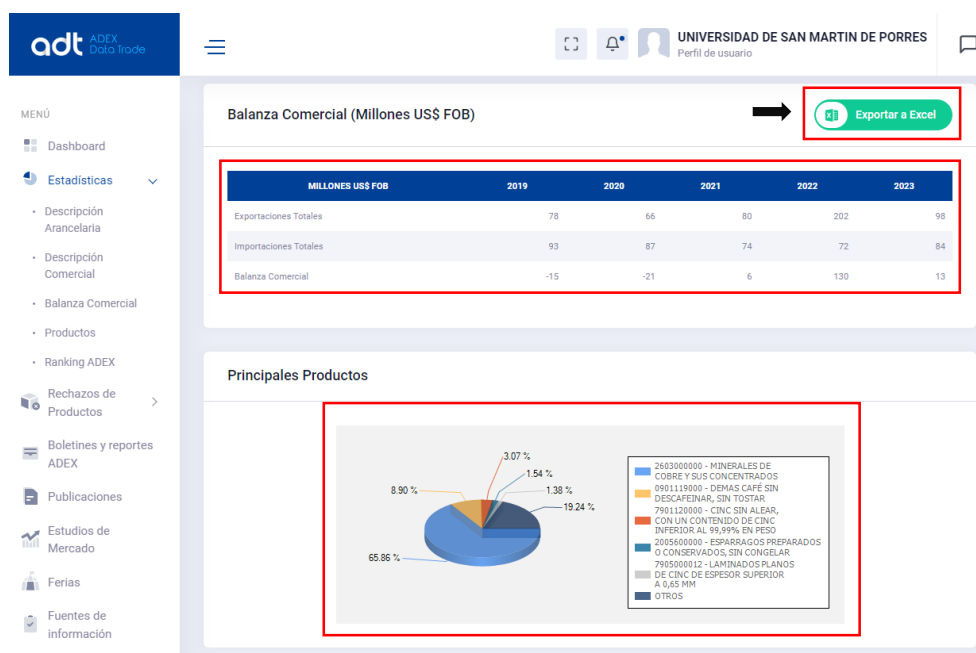 adt ADEX
Data Trade
UNIVERSIDAD DE SAN MARTIN DE PORRES
Perfil de usuario
MENÚ
Dashboard
Estadísticas
Descripción
Arancelaria
Descripción
Comercial
Balanza Comercial
Productos
Ranking ADEX
Rechazos de
Productos
Boletines y reportes
ADEX
Publicaciones
Estudios de
Mercado
Ferias
Fuentes de
información
Balanza Comercial (Millones US$ FOB)
Exportar a Excel
MILLONES US$ FOB 2019 2020 2021 2022 2023
Exportaciones Totales 78 66 80 202 98
Importaciones Totales 93 87 74 72 84
Balanza Comercial -15 -21 6 130 13
Principales Productos
3.07 %
1.54 %
8.90 %
1.38 %
19.24 %
65.86 %
2603000000 - MINERALES DE
COBRE Y SUS CONCENTRADOS
0901119000 - DEMAS CAFÉ SIN
DESCAFEINAR, SIN TOSTAR
7901120000 - CINC SIN ALEAR,
CON UN CONTENIDO DE CINC
INFERIOR AL 99,99% EN PESO
2005600000 - ESPARRAGOS PREPARADOS
O CONSERVADOS, SIN CONGELAR
7905000012 - LAMINADOS PLANOS
DE CINC DE ESPESOR SUPERIOR
A 0,65 MM
OTROS